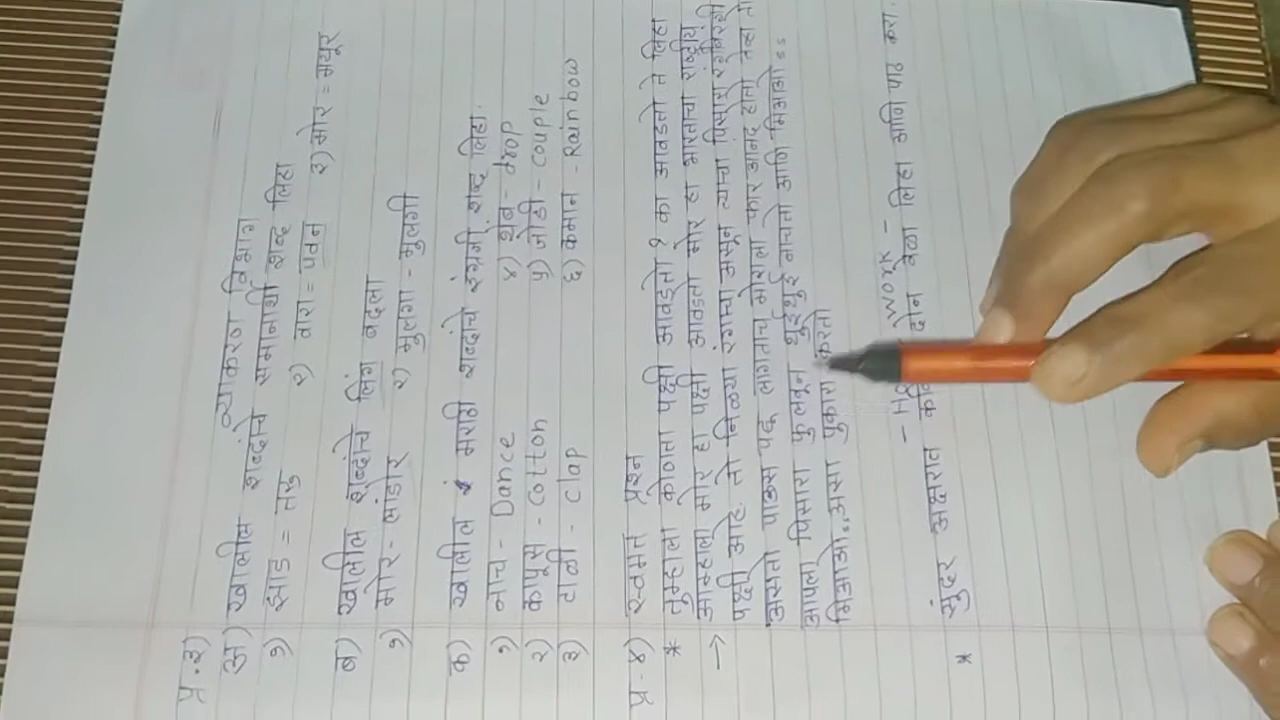 प्र.३) व्याकरण विभाग
अ) खालील शब्दांचे समानार्थी शब्द लिहा
१) झाड = तरु २) वारा = पवन ३) मोर = मयूर
ब) खालील शब्दांचे लिंग बदला
१) मोर - लांडोर २) मुलगा - मुलगी
क) खालील मराठी शब्दांचे इंग्रजी शब्द लिहा.
१) नाच - Dance ४) थेंब - drop
२) कापूस - Cotton ५) जोडी - Couple
३) टाळी - Clap ६) कमान - Rainbow
प्र.४) स्वमत प्रश्न
* तुम्हाला कोणता पक्षी आवडतो? का आवडतो ते लिहा
→ आम्हाला मोर हा पक्षी आवडतो मोर हा भारताचा राष्ट्रीय
पक्षी आहे. तो निळ्या रंगाचा असून त्याचा पिसारा रंगीबेरंगी
असतो पाऊस पडू लागताच मोराला फार आनंद होतो तेव्हा तो
आपला पिसारा फुलवून थुईथुई नाचतो आणि मिआओऽऽ
मिआओऽऽ असा पुकारा करतो
work -
* सुंदर अक्षरात दोन वेळा लिहा आणि पाठ करा.